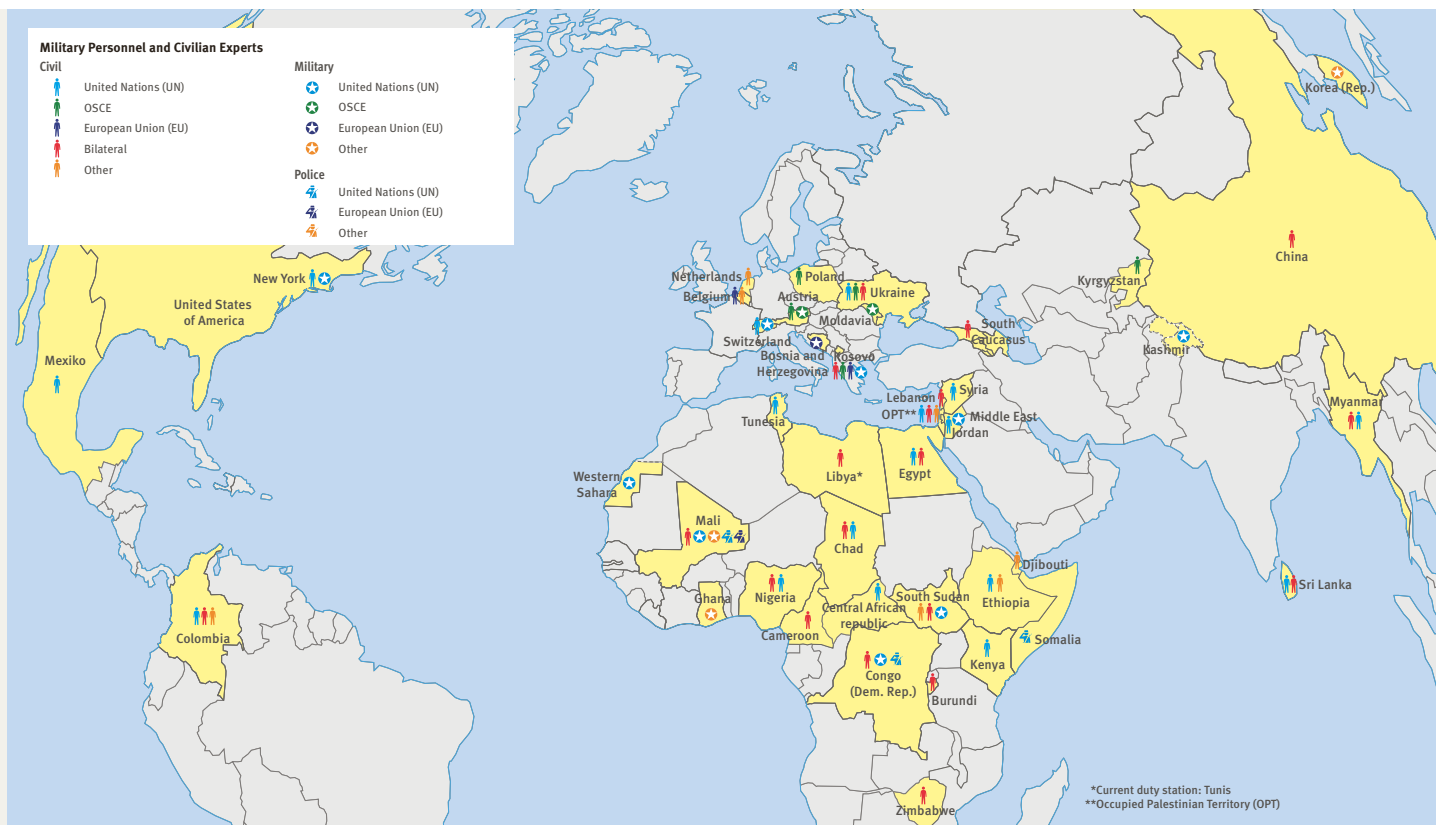 Military Personnel and Civilian Experts
Civil
United Nations (UN)
OSCE
European Union (EU)
Bilateral
Other
Military
United Nations (UN)
OSCE
European Union (EU)
Other
Police
United Nations (UN)
European Union (EU)
Other
Korea (Rep.)
China
Kyrgyzstan
Kashmir
Myanmar
Sri Lanka
New York
United States
of America
Mexiko
Colombia
Netherlands
Belgium
Poland
Austria
Ukraine
Moldavia
Switzerland
Bosnia and
Herzegovina
Kosovo
South
Caucasus
Lebanon
OPT**
Syria
Middle East
Jordan
Tunesia
Libya*
Egypt
Western
Sahara
Mali
Chad
Ghana
Nigeria
Cameroon
Central African
republic
South Sudan
Djibouti
Ethiopia
Somalia
Kenya
Congo
(Dem. Rep.)
Burundi
Zimbabwe
*Current duty station: Tunis
**Occupied Palestinian Territory (OPT)